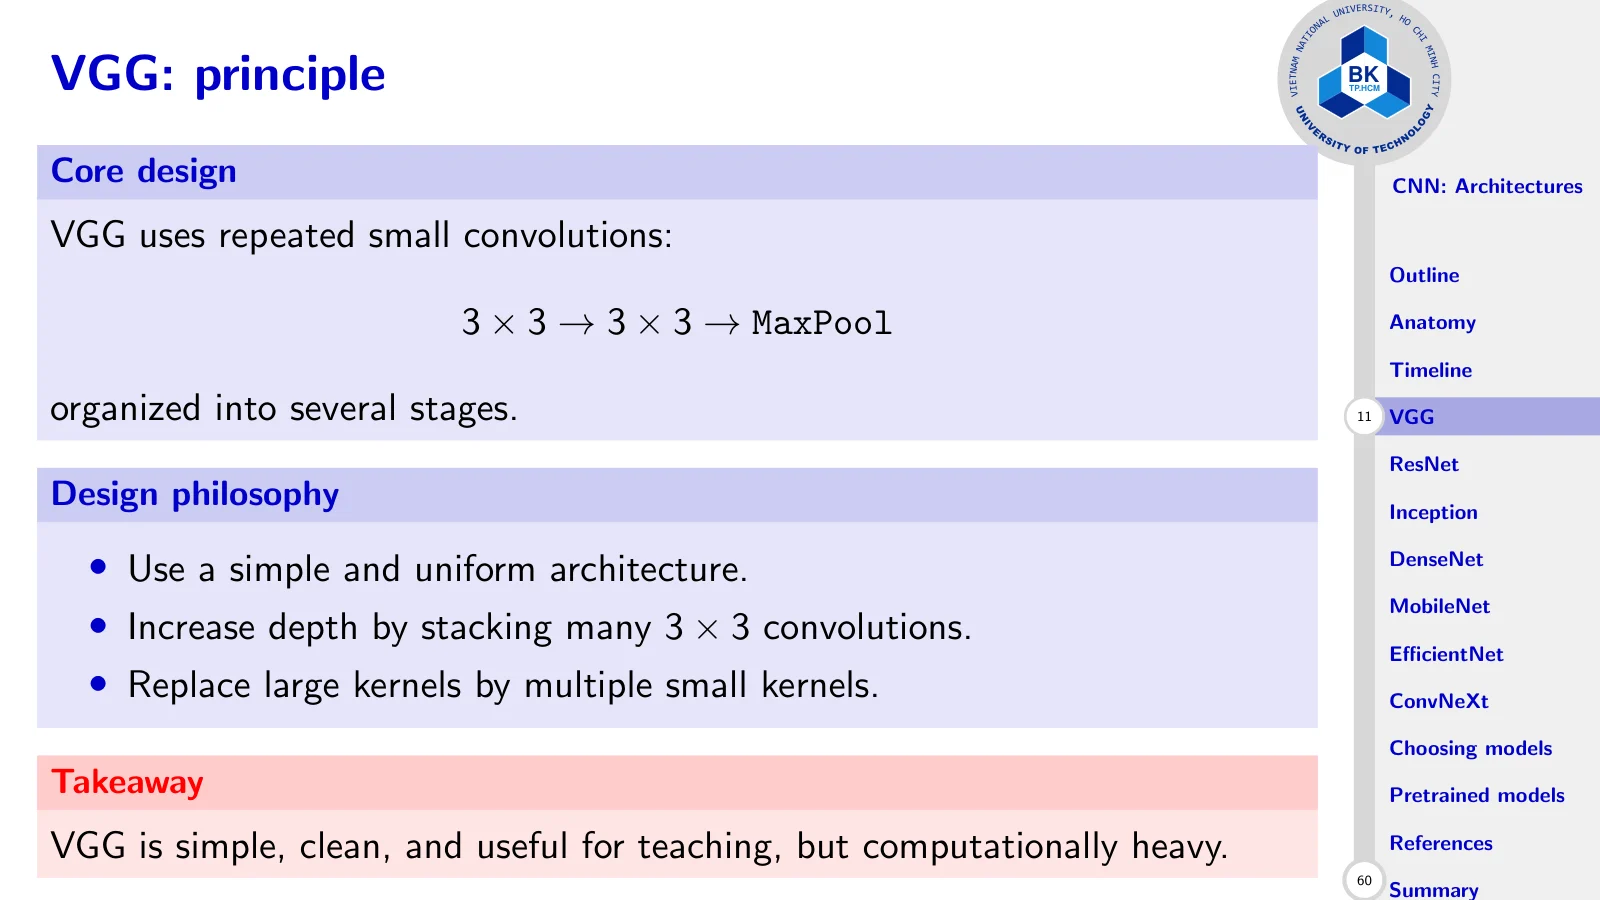 VGG: principle
Core design
VGG uses repeated small convolutions:
3 × 3 → 3 × 3 → MaxPool
organized into several stages.
Design philosophy
• Use a simple and uniform architecture.
• Increase depth by stacking many 3 × 3 convolutions.
• Replace large kernels by multiple small kernels.
Takeaway
VGG is simple, clean, and useful for teaching, but computationally heavy.
VIETNAM NATIONAL UNIVERSITY, HO CHI MINH CITY
BK
TP.HCM
UNIVERSITY OF TECHNOLOGY
CNN: Architectures
Outline
Anatomy
Timeline
11 VGG
ResNet
Inception
DenseNet
MobileNet
EfficientNet
ConvNeXt
Choosing models
Pretrained models
References
60
Summary